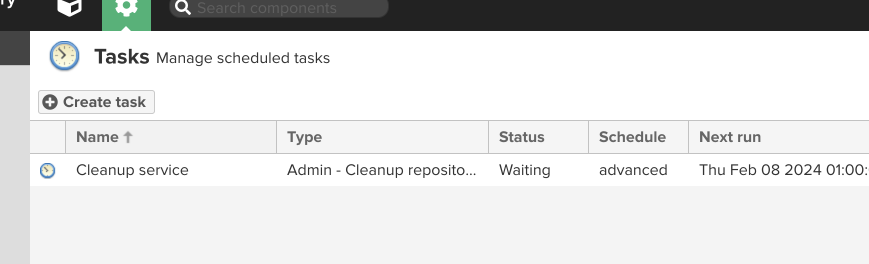 Search components
Tasks Manage scheduled tasks
Create task
Name Type Status Schedule Next run
Cleanup service Admin - Cleanup reposito... Waiting advanced Thu Feb 08 2024 01:00: